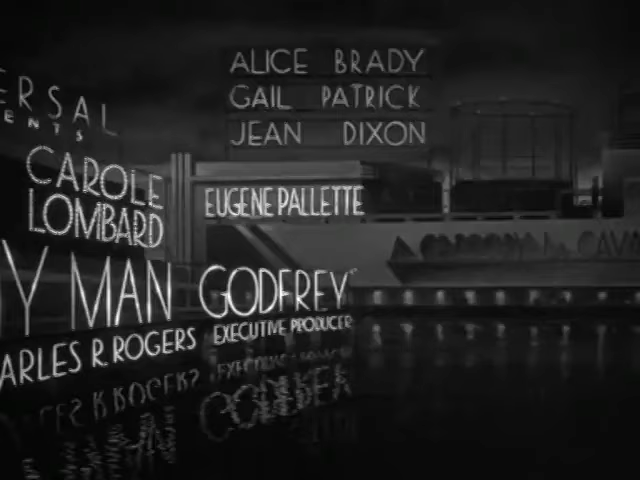 ERSAL
ENTS
CAROLE
LOMBARD
Y MAN GODFREY
ARLES R. ROGERS EXECUTIVE PRODUCER
ALICE BRADY
GAIL PATRICK
JEAN DIXON
EUGENE PALLETTE